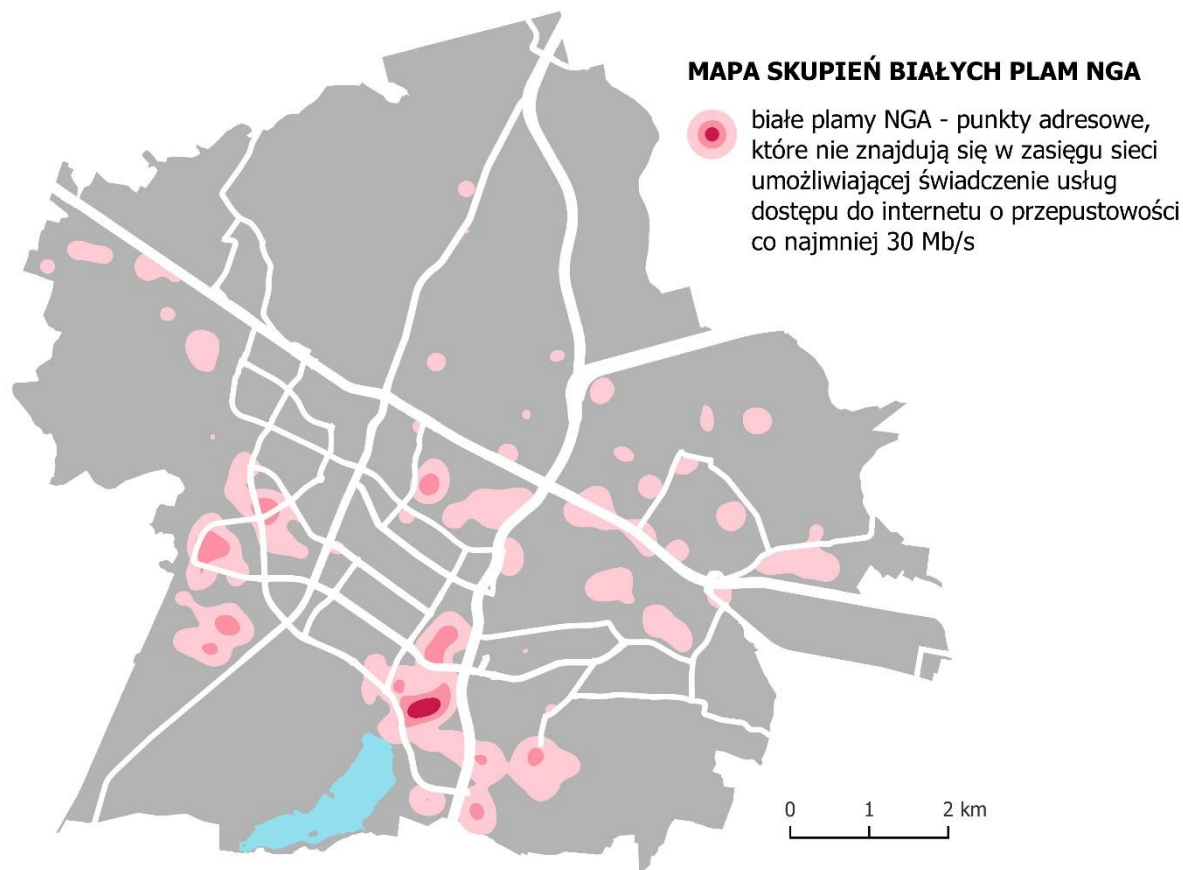 MAPA SKUPIEŃ BIAŁYCH PLAM NGA
białe plamy NGA - punkty adresowe,
które nie znajdują się w zasięgu sieci
umożliwiającej świadczenie usług
dostępu do internetu o przepustowości
co najmniej 30 Mb/s
0 1 2 km